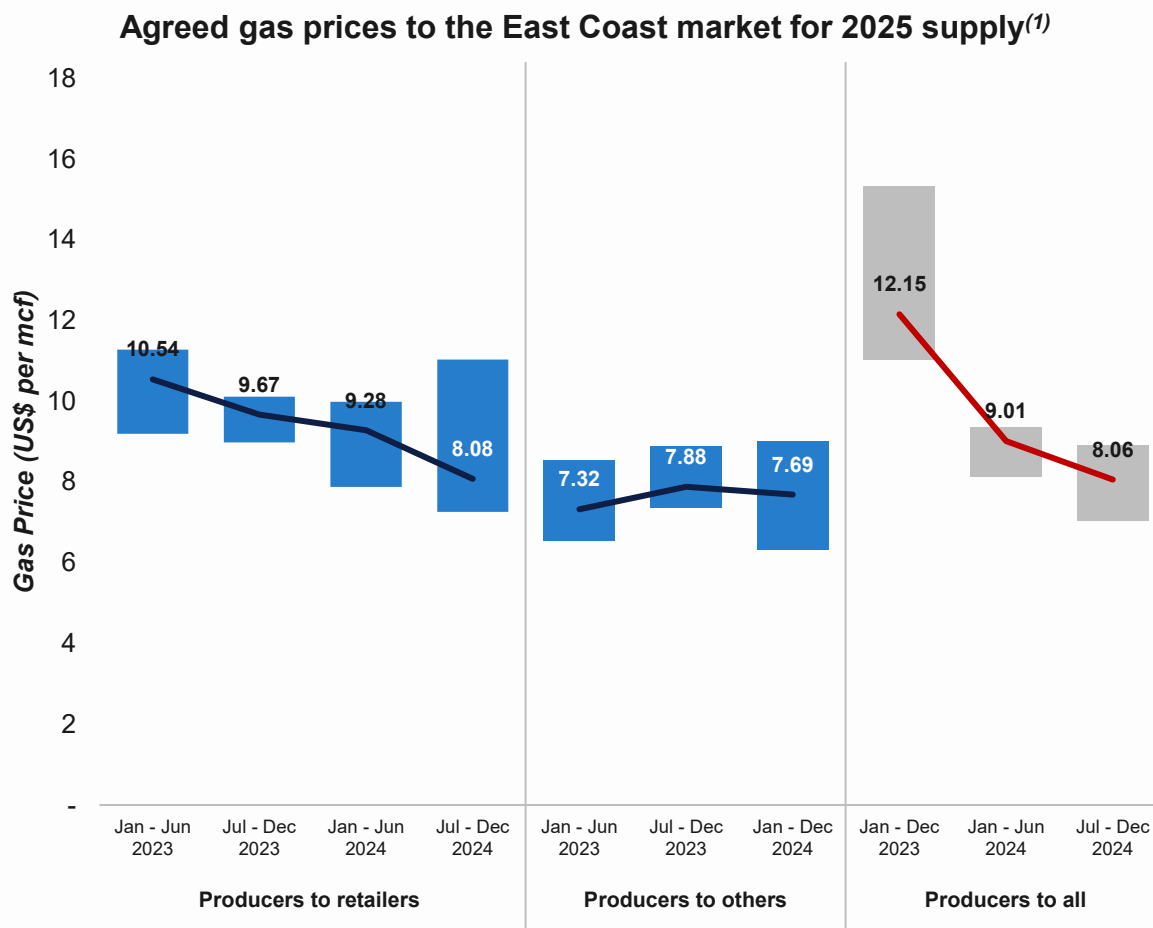 Agreed gas prices to the East Coast market for 2025 supply(1)
Gas Price (US$ per mcf)
18
16
14
12
10
8
6
4
2
-
10.54
9.67
9.28
8.08
7.32
7.88
7.69
12.15
9.01
8.06
Jan - Jun
2023
Jul - Dec
2023
Jan - Jun
2024
Jul - Dec
2024
Jan - Jun
2023
Jul - Dec
2023
Jan - Dec
2024
Jan - Dec
2023
Jan - Jun
2024
Jul - Dec
2024
Producers to retailers
Producers to others
Producers to all